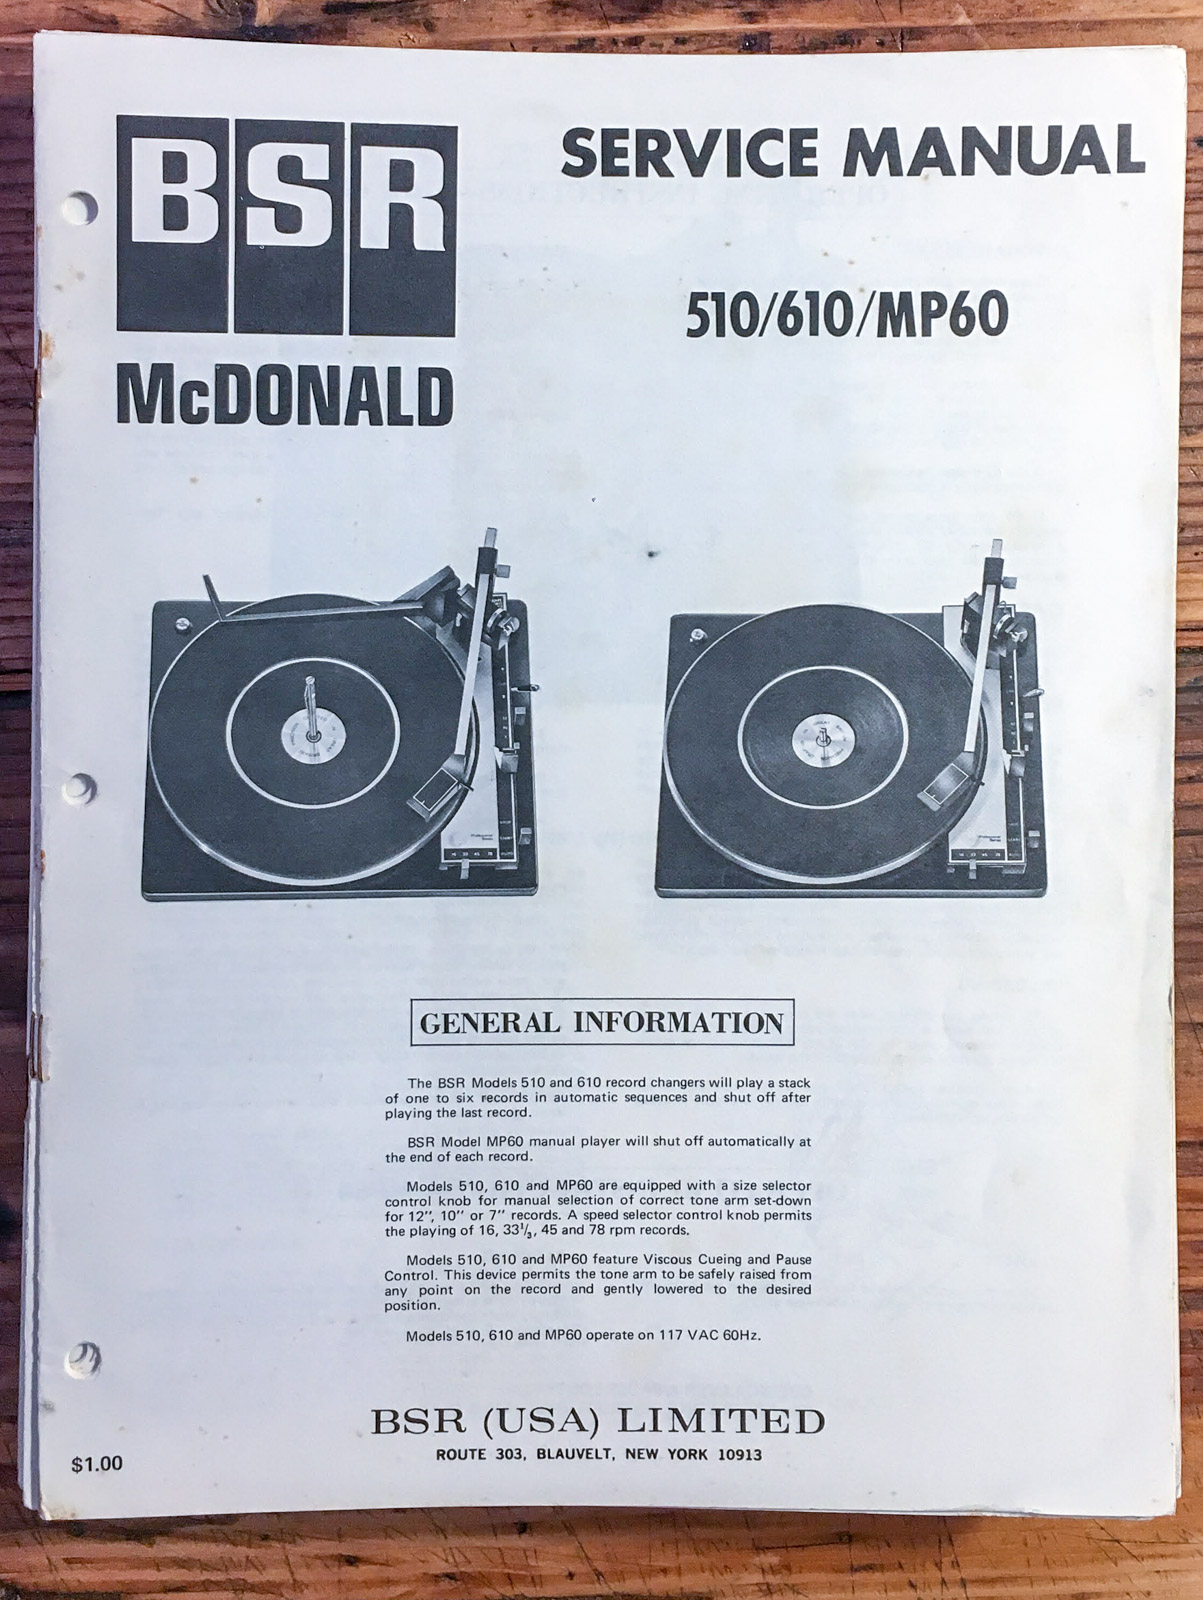 BSR
McDONALD
SERVICE MANUAL
510/610/MP60
GENERAL INFORMATION
The BSR Models 510 and 610 record changers will play a stack
of one to six records in automatic sequences and shut off after
playing the last record.
BSR Model MP60 manual player will shut off automatically at
the end of each record.
Models 510, 610 and MP60 are equipped with a size selector
control knob for manual selection of correct tone arm set-down
for 12", 10" or 7" records. A speed selector control knob permits
the playing of 16, 33⅓, 45 and 78 rpm records.
Models 510, 610 and MP60 feature Viscous Cueing and Pause
Control. This device permits the tone arm to be safely raised from
any point on the record and gently lowered to the desired
position.
Models 510, 610 and MP60 operate on 117 VAC 60Hz.
BSR (USA) LIMITED
ROUTE 303, BLAUVELT, NEW YORK 10913
$1.00